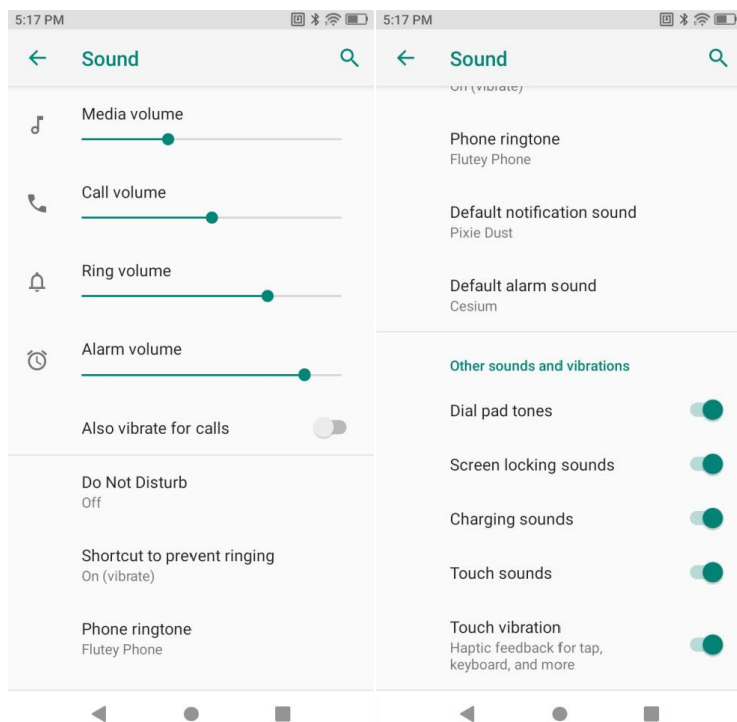 5:17 PM
Sound
Media volume
Call volume
Ring volume
Alarm volume
Also vibrate for calls
Do Not Disturb
Off
Shortcut to prevent ringing
On (vibrate)
Phone ringtone
Flutey Phone
5:17 PM
Sound
On (vibrate)
Phone ringtone
Flutey Phone
Default notification sound
Pixie Dust
Default alarm sound
Cesium
Other sounds and vibrations
Dial pad tones
Screen locking sounds
Charging sounds
Touch sounds
Touch vibration
Haptic feedback for tap,
keyboard, and more